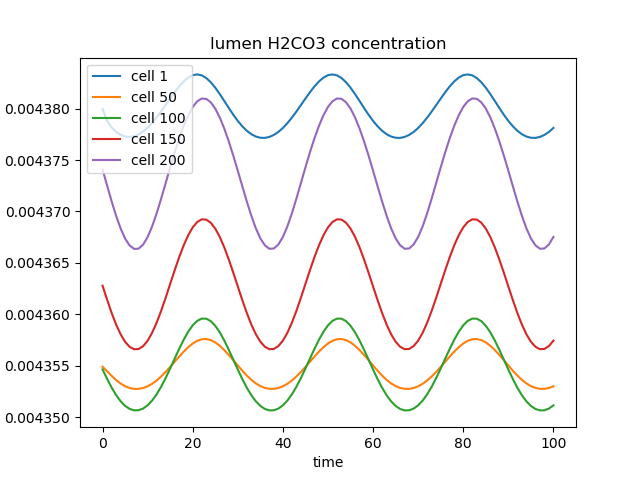 lumen H2CO3 concentration
cell 1
cell 50
cell 100
cell 150
cell 200
0.004380
0.004375
0.004370
0.004365
0.004360
0.004355
0.004350
0 20 40 60 80 100
time